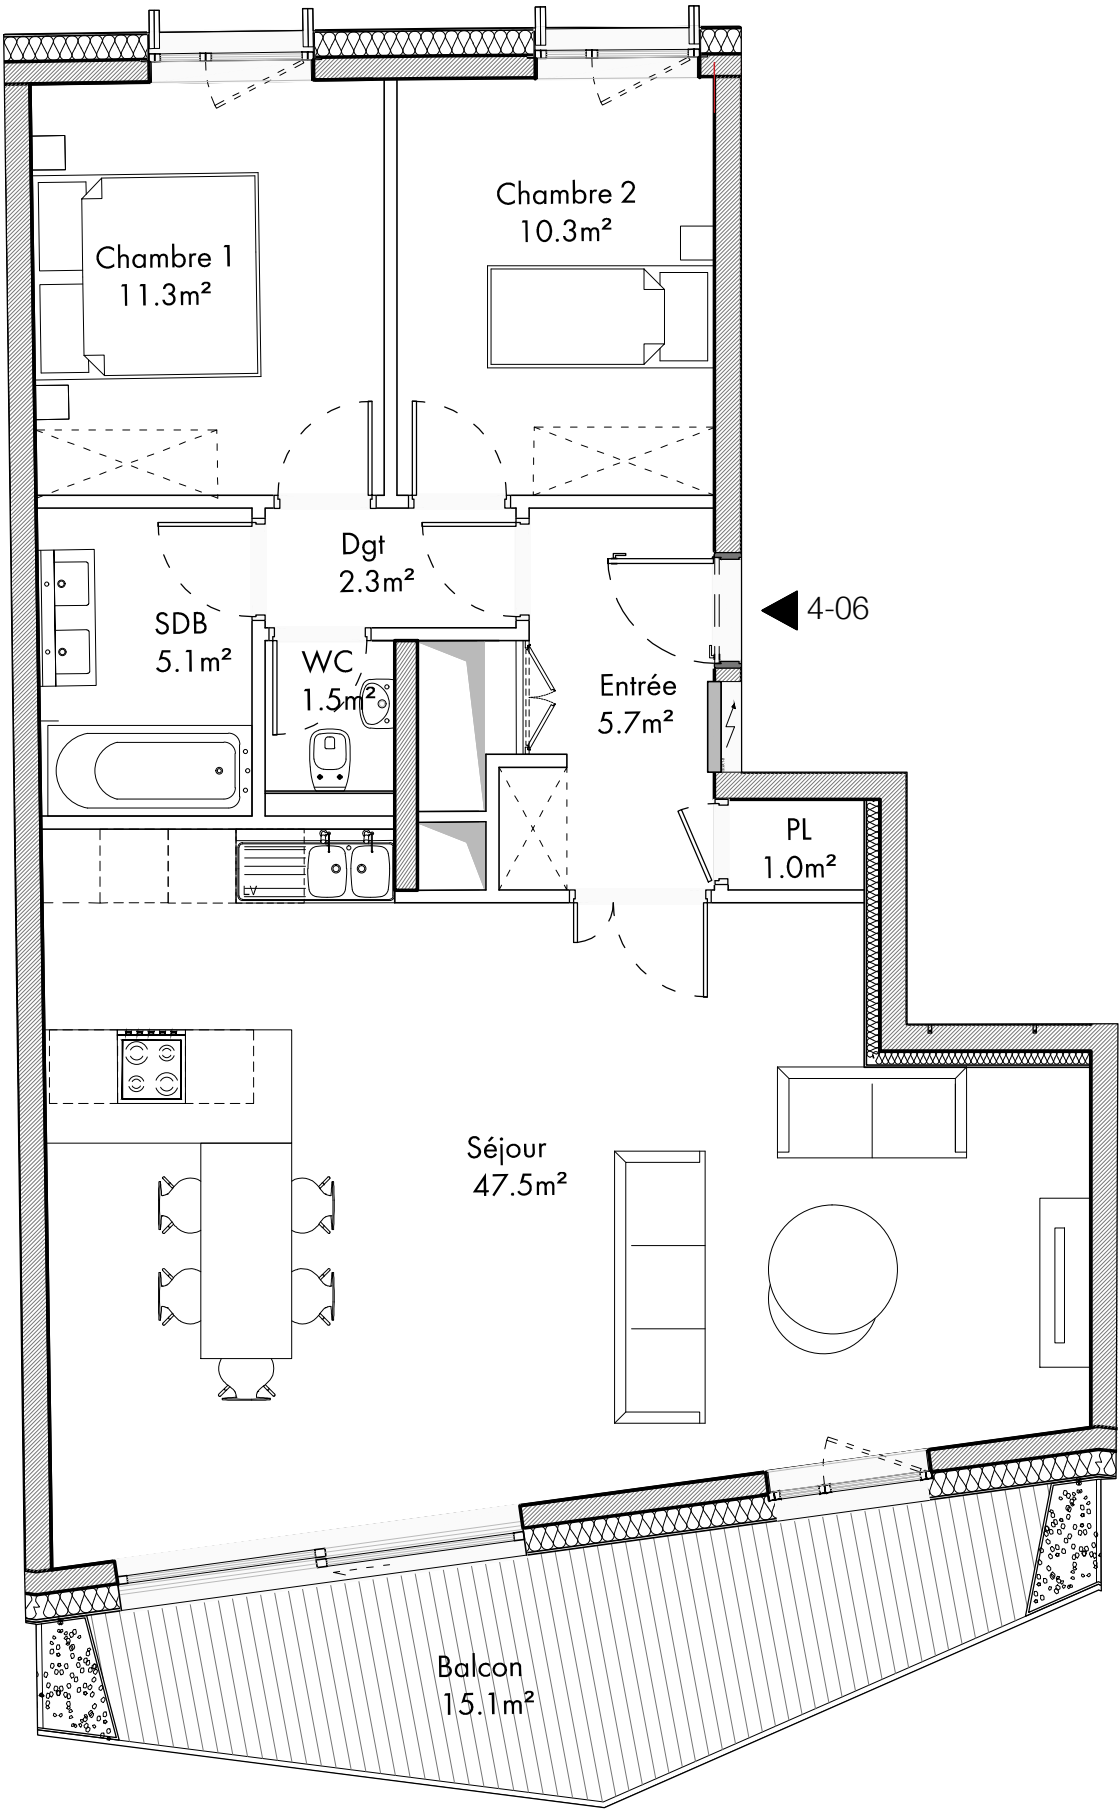 Chambre 2
10.3m²
Chambre 1
11.3m²
Dgt
2.3m²
4-06
SDB
5.1m²
WC
1.5m²
Entrée
5.7m²
PL
1.0m²
LV
Séjour
47.5m²
Balcon
15.1m²